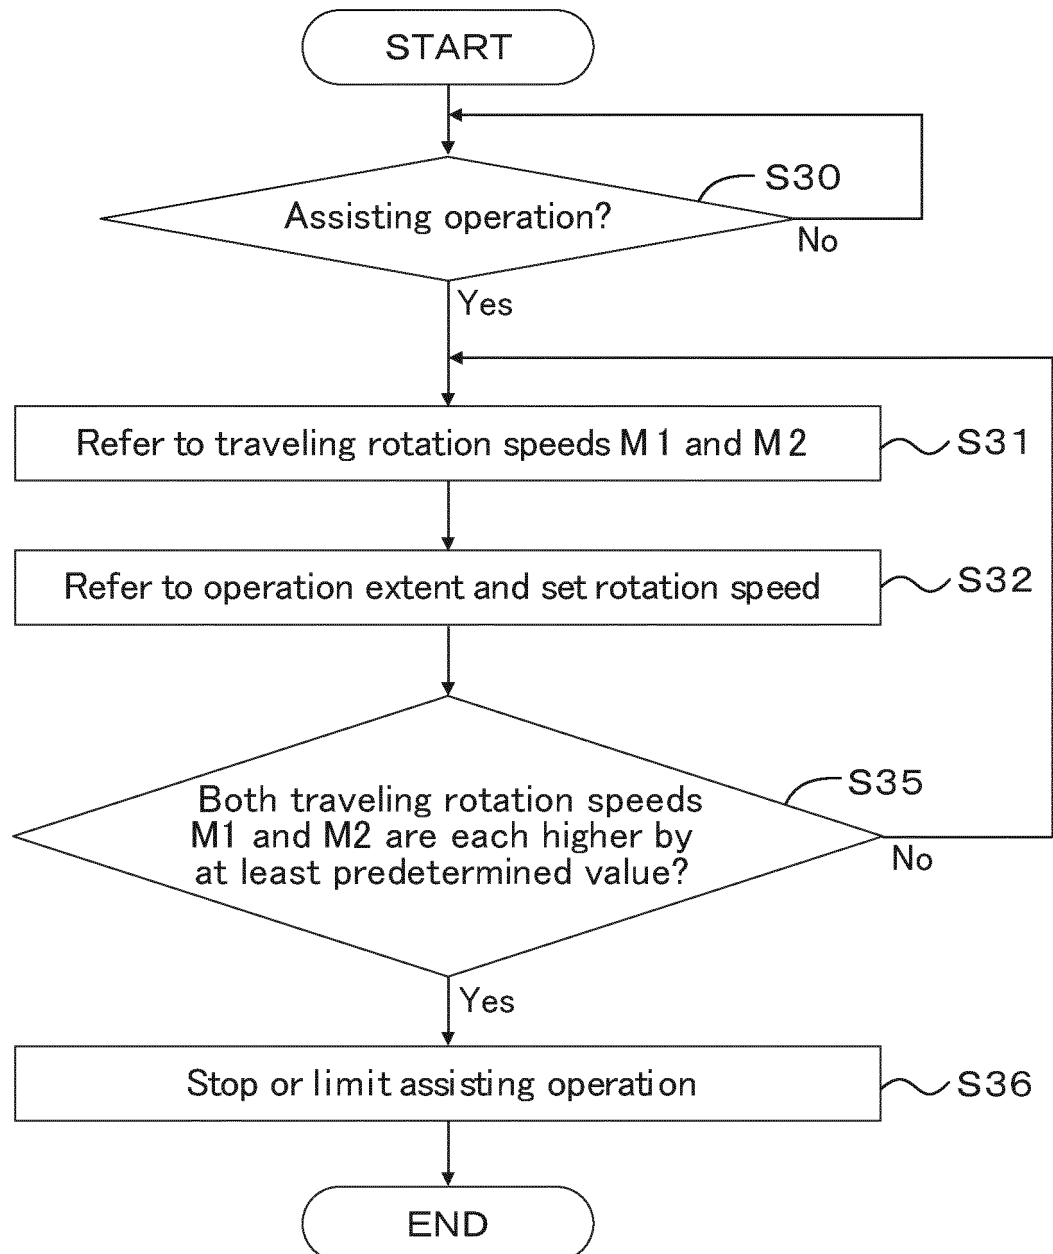 START
S30
Assisting operation?
No
Yes
Refer to traveling rotation speeds M1 and M2
S31
Refer to operation extent and set rotation speed
S32
S35
Both traveling rotation speeds
M1 and M2 are each higher by
at least predetermined value?
No
Yes
Stop or limit assisting operation
S36
END